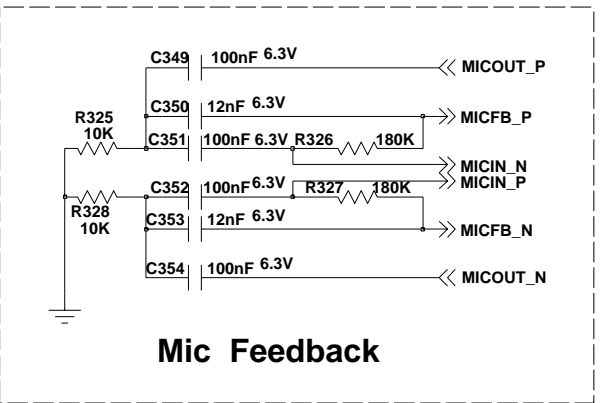 C349 100nF 6.3V MICOUT_P
C350 12nF 6.3V MICFB_P
R325
10K
C351 100nF 6.3V R326 180K
MICIN_N
MICIN_P
C352 100nF 6.3V R327 180K
R328
10K
C353 12nF 6.3V MICFB_N
C354 100nF 6.3V MICOUT_N
Mic Feedback